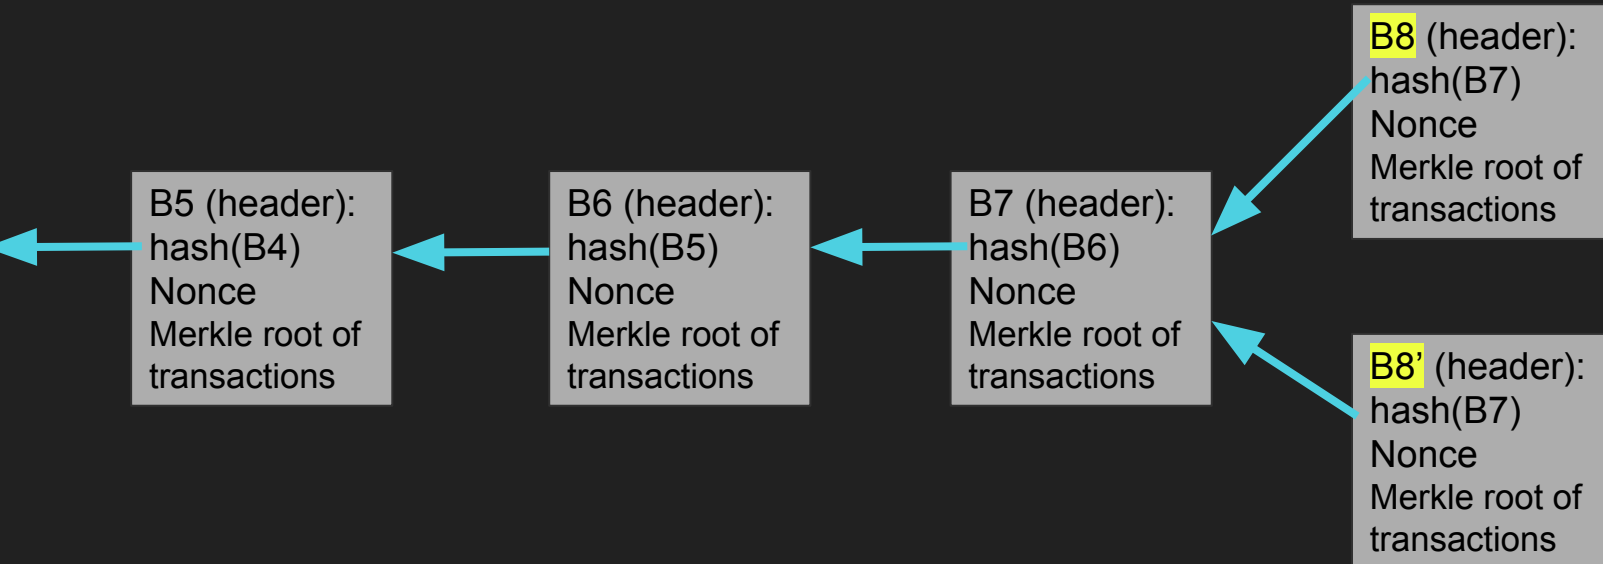 B5 (header):
hash(B4)
Nonce
Merkle root of
transactions
B6 (header):
hash(B5)
Nonce
Merkle root of
transactions
B7 (header):
hash(B6)
Nonce
Merkle root of
transactions
B8 (header):
hash(B7)
Nonce
Merkle root of
transactions
B8’ (header):
hash(B7)
Nonce
Merkle root of
transactions